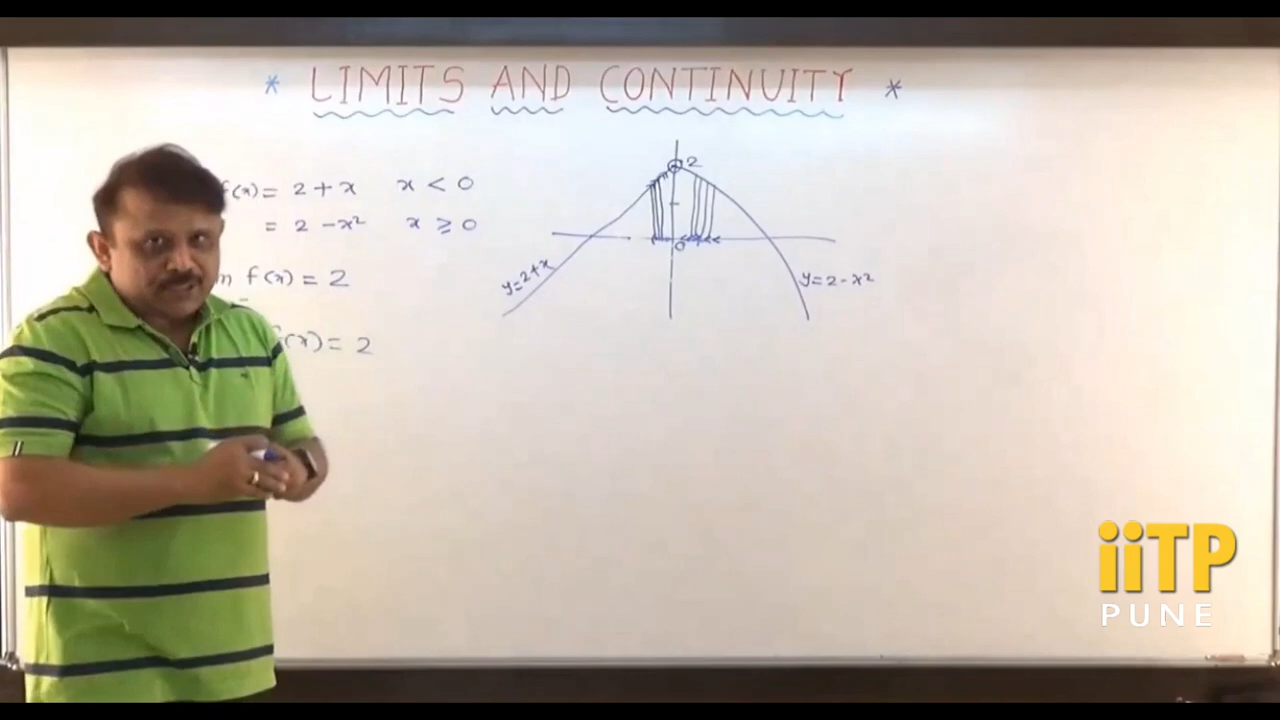 * LIMITS AND CONTINUITY *
f(x) = 2 + x   x < 0
= 2 - x²   x ≥ 0
f(x) = 2
(x) = 2
2
0
y=2+x
y=2-x²
iiTP
PUNE